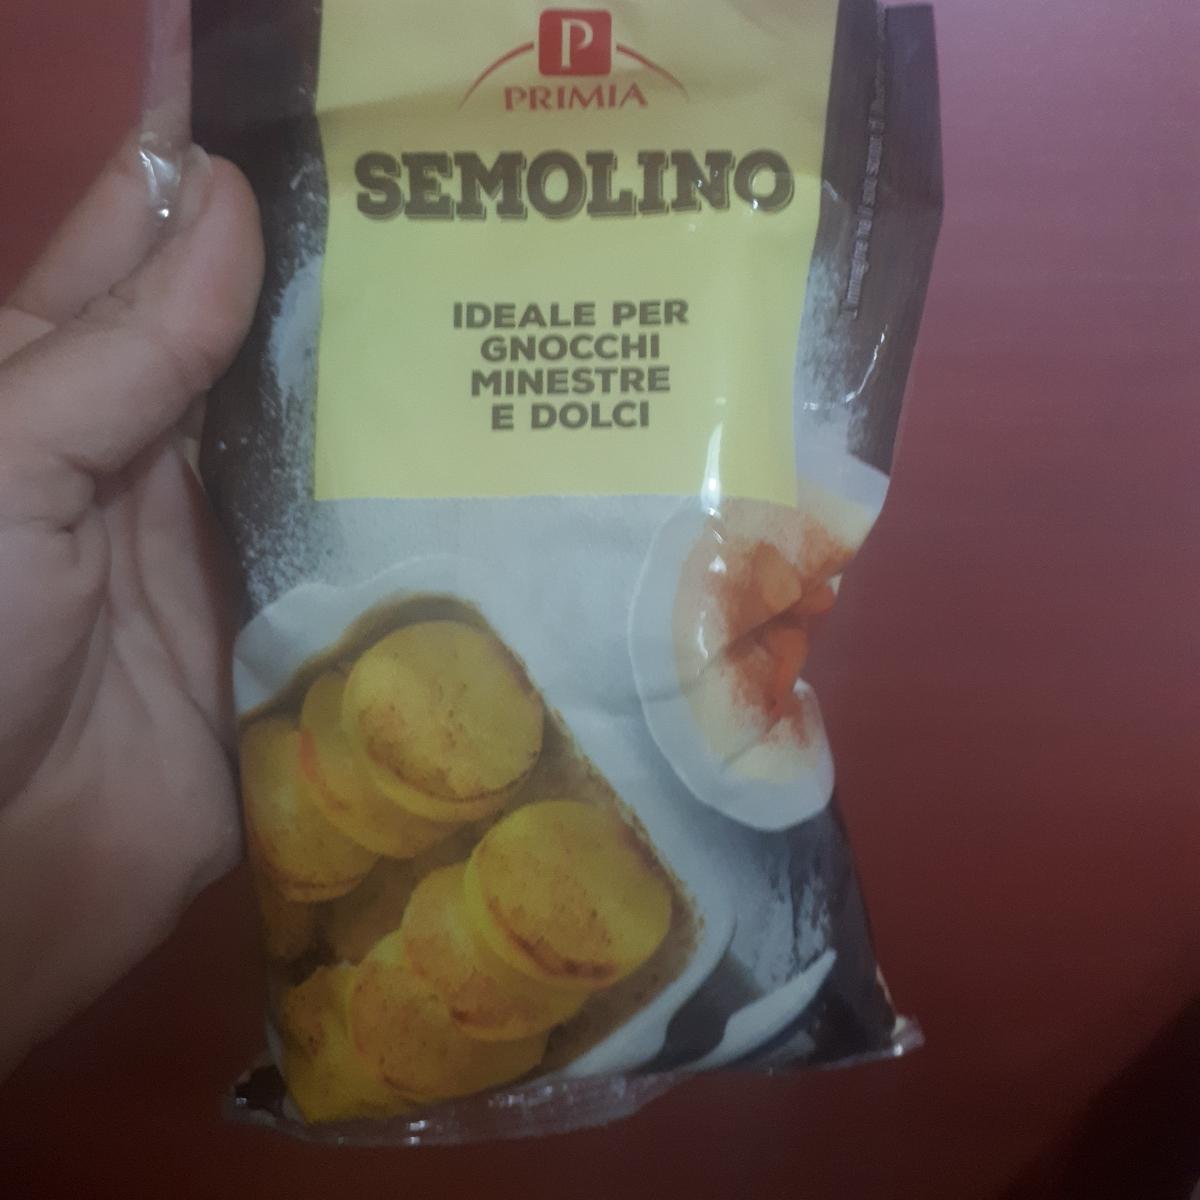 P
PRIMIA
SEMOLINO
IDEALE PER
GNOCCHI
MINESTRE
E DOLCI